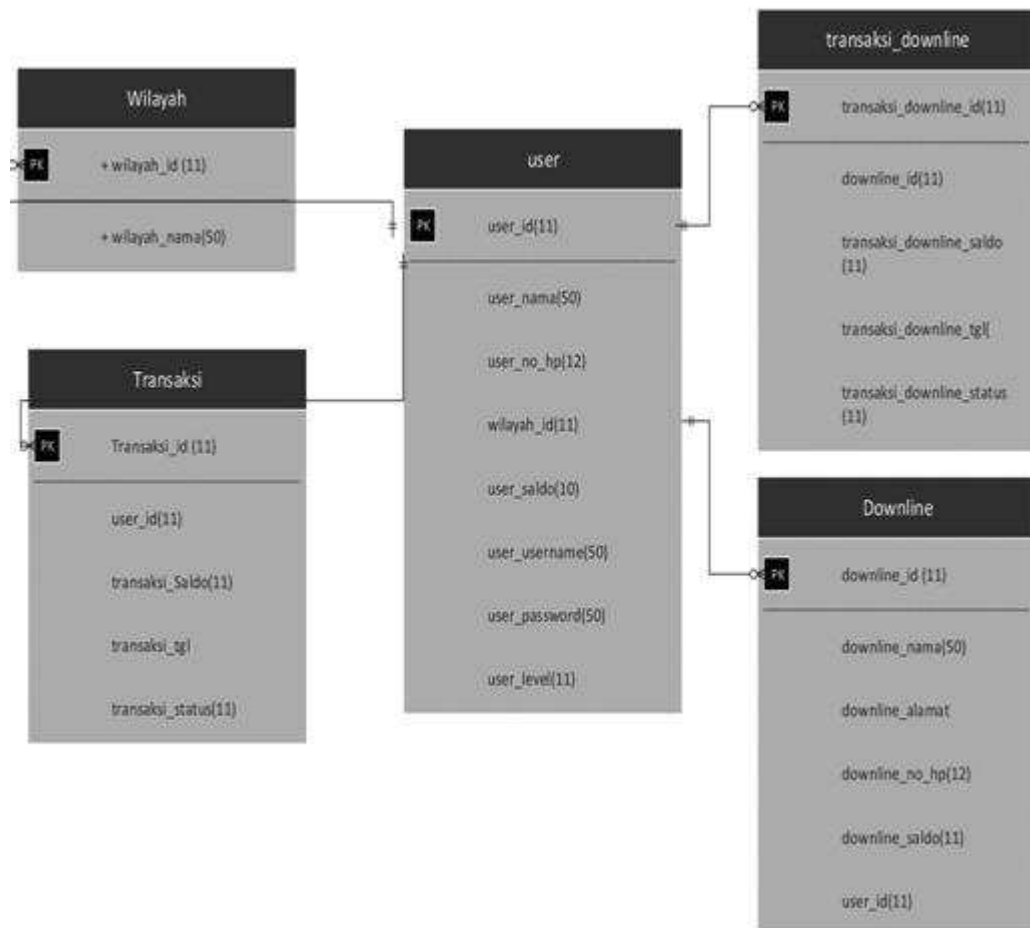 Wilayah
PK
+ wilayah_id (11)
+ wilayah_nama(50)
Transaksi
PK
Transaksi_id (11)
user_id(11)
transaksi_Saldo(11)
transaksi_tgl
transaksi_status(11)
user
PK
user_id(11)
user_nama(50)
user_no_hp(12)
wilayah_id(11)
user_saldo(10)
user_username(50)
user_password(50)
user_level(11)
transaksi_downline
PK
transaksi_downline_id(11)
downline_id(11)
transaksi_downline_saldo
(11)
transaksi_downline_tgl(
transaksi_downline_status
(11)
Downline
PK
downline_id (11)
downline_nama(50)
downline_alamat
downline_no_hp(12)
downline_saldo(11)
user_id(11)